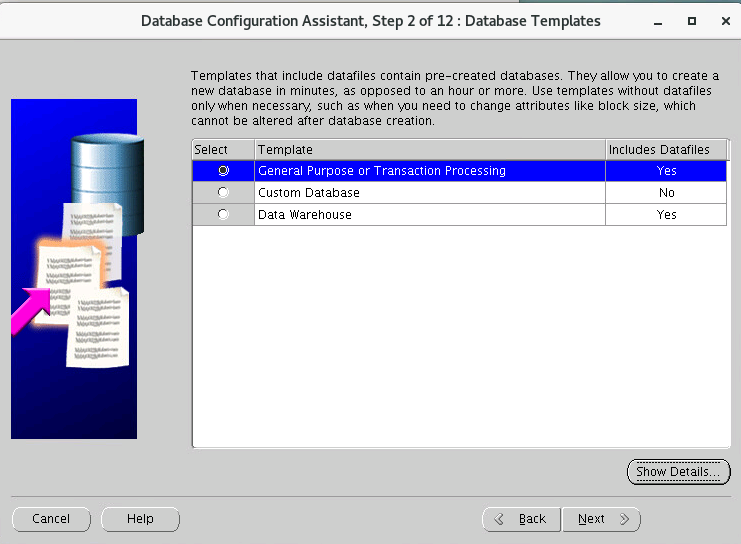 Database Configuration Assistant, Step 2 of 12 : Database Templates
Templates that include datafiles contain pre-created databases. They allow you to create a
new database in minutes, as opposed to an hour or more. Use templates without datafiles
only when necessary, such as when you need to change attributes like block size, which
cannot be altered after database creation.
Select Template Includes Datafiles
General Purpose or Transaction Processing Yes
Custom Database No
Data Warehouse Yes
Show Details...
Cancel Help Back Next